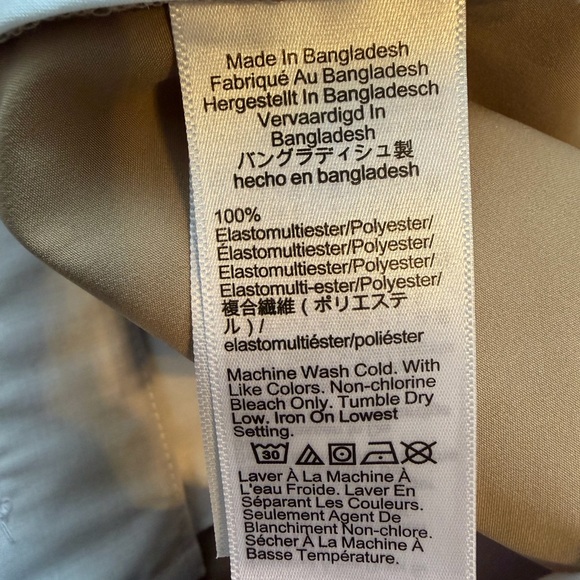 Made In Bangladesh
Fabriqué Au Bangladesh
Hergestellt In Bangladesch
Vervaardigd In
Bangladesh
バングラディシュ製
hecho en bangladesh
100%
Elastomultiester/Polyester/
Élastomultiester/Polyester/
Elastomultiester/Polyester/
Elastomulti-ester/Polyester/
複合繊維 ( ポリエステ
ル ) /
elastomultiéster/poliéster
Machine Wash Cold. With
Like Colors. Non-chlorine
Bleach Only. Tumble Dry
Low. Iron On Lowest
Setting.
30
Laver À La Machine À
L'eau Froide. Laver En
Séparant Les Couleurs.
Seulement Agent De
Blanchiment Non-chlore.
Sécher À La Machine À
Basse Température.